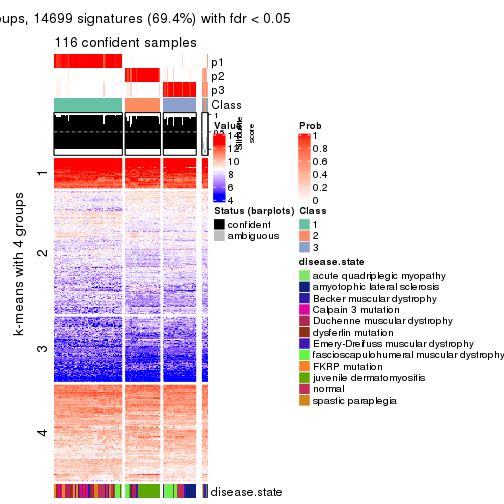 oups, 14699 signatures (69.4%) with fdr < 0.05
116 confident samples
p1
p2
p3
Class
1
Value
14
12
10
8
6
4
Silhouette
score
Prob
1
0.8
0.6
0.4
0.2
0
Status (barplots)
confident
ambiguous
Class
1
2
3
disease.state
acute quadriplegic myopathy
amyotophic lateral sclerosis
Becker muscular dystrophy
Calpain 3 mutation
Duchenne muscular dystrophy
dysferlin mutation
Emery-Dreifuss muscular dystrophy
fascioscapulohumeral muscular dystrophy
FKRP mutation
juvenile dermatomyositis
normal
spastic paraplegia
k-means with 4 groups
1
2
3
4
disease.state